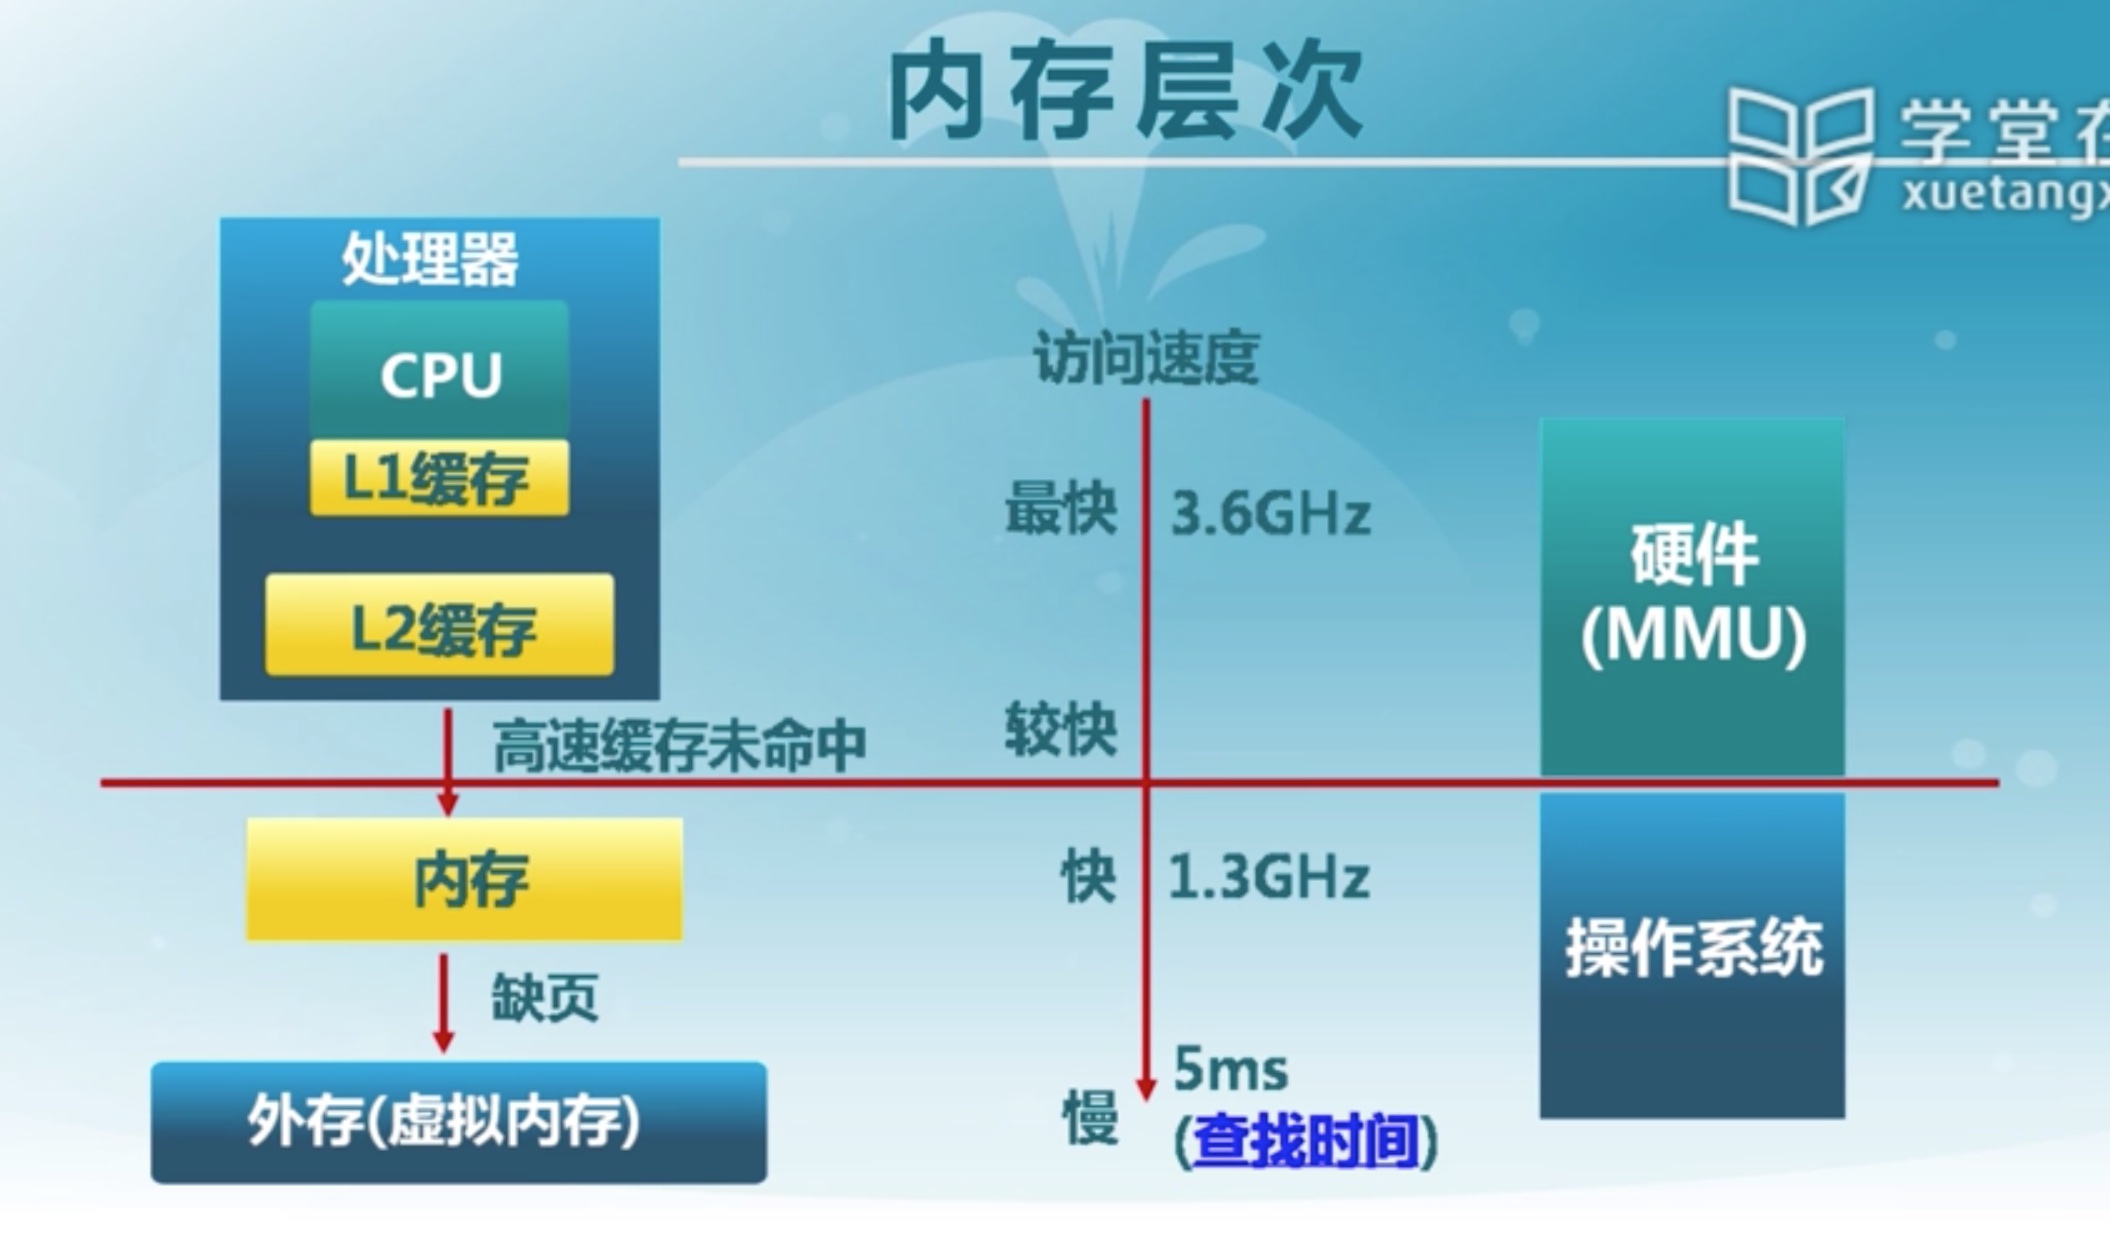 内存层次
学堂在
xuetangx
处理器
CPU
L1缓存
L2缓存
高速缓存未命中
内存
缺页
外存(虚拟内存)
访问速度
最快 3.6GHz
较快
快 1.3GHz
慢 5ms
(查找时间)
硬件
(MMU)
操作系统